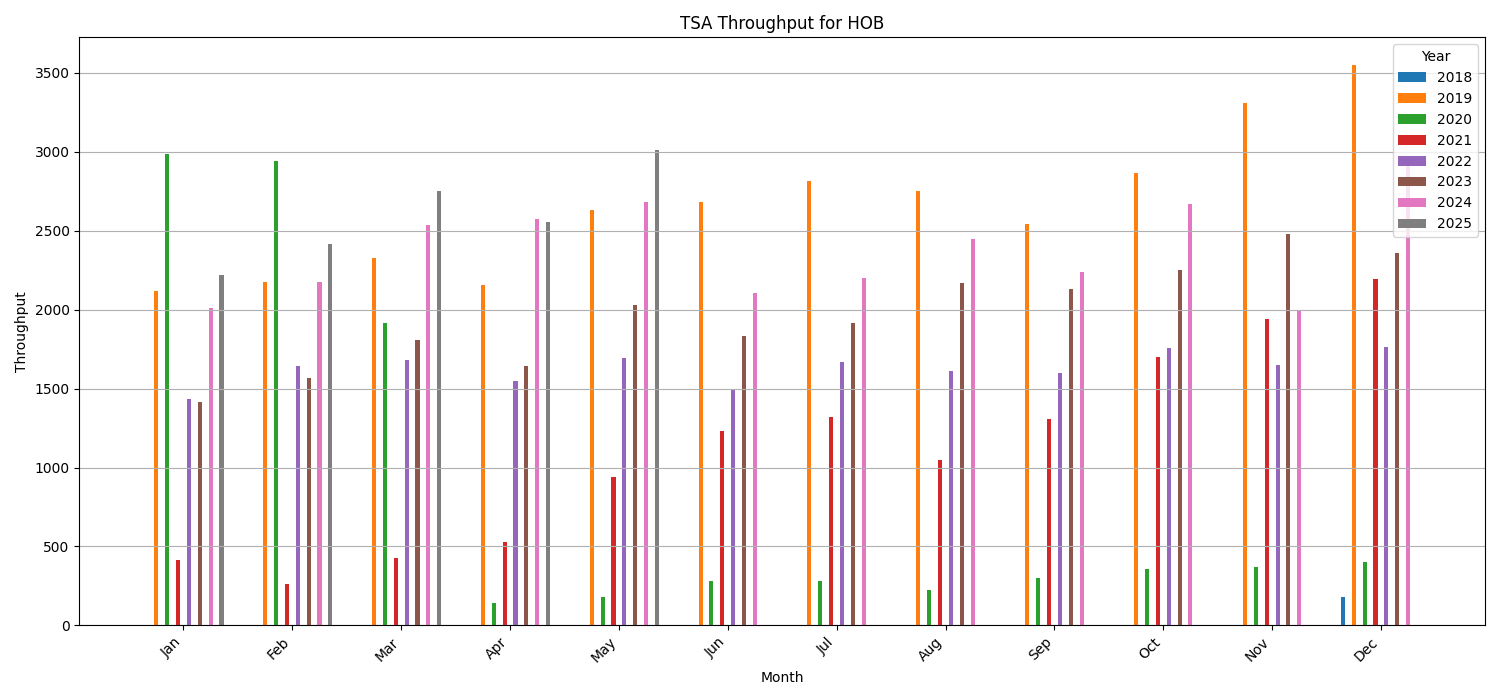 TSA Throughput for HOB
Year
2018
2019
2020
2021
2022
2023
2024
2025
3500
3000
2500
2000
1500
1000
500
0
Throughput
Jan
Feb
Mar
Apr
May
Jun
Jul
Aug
Sep
Oct
Nov
Dec
Month